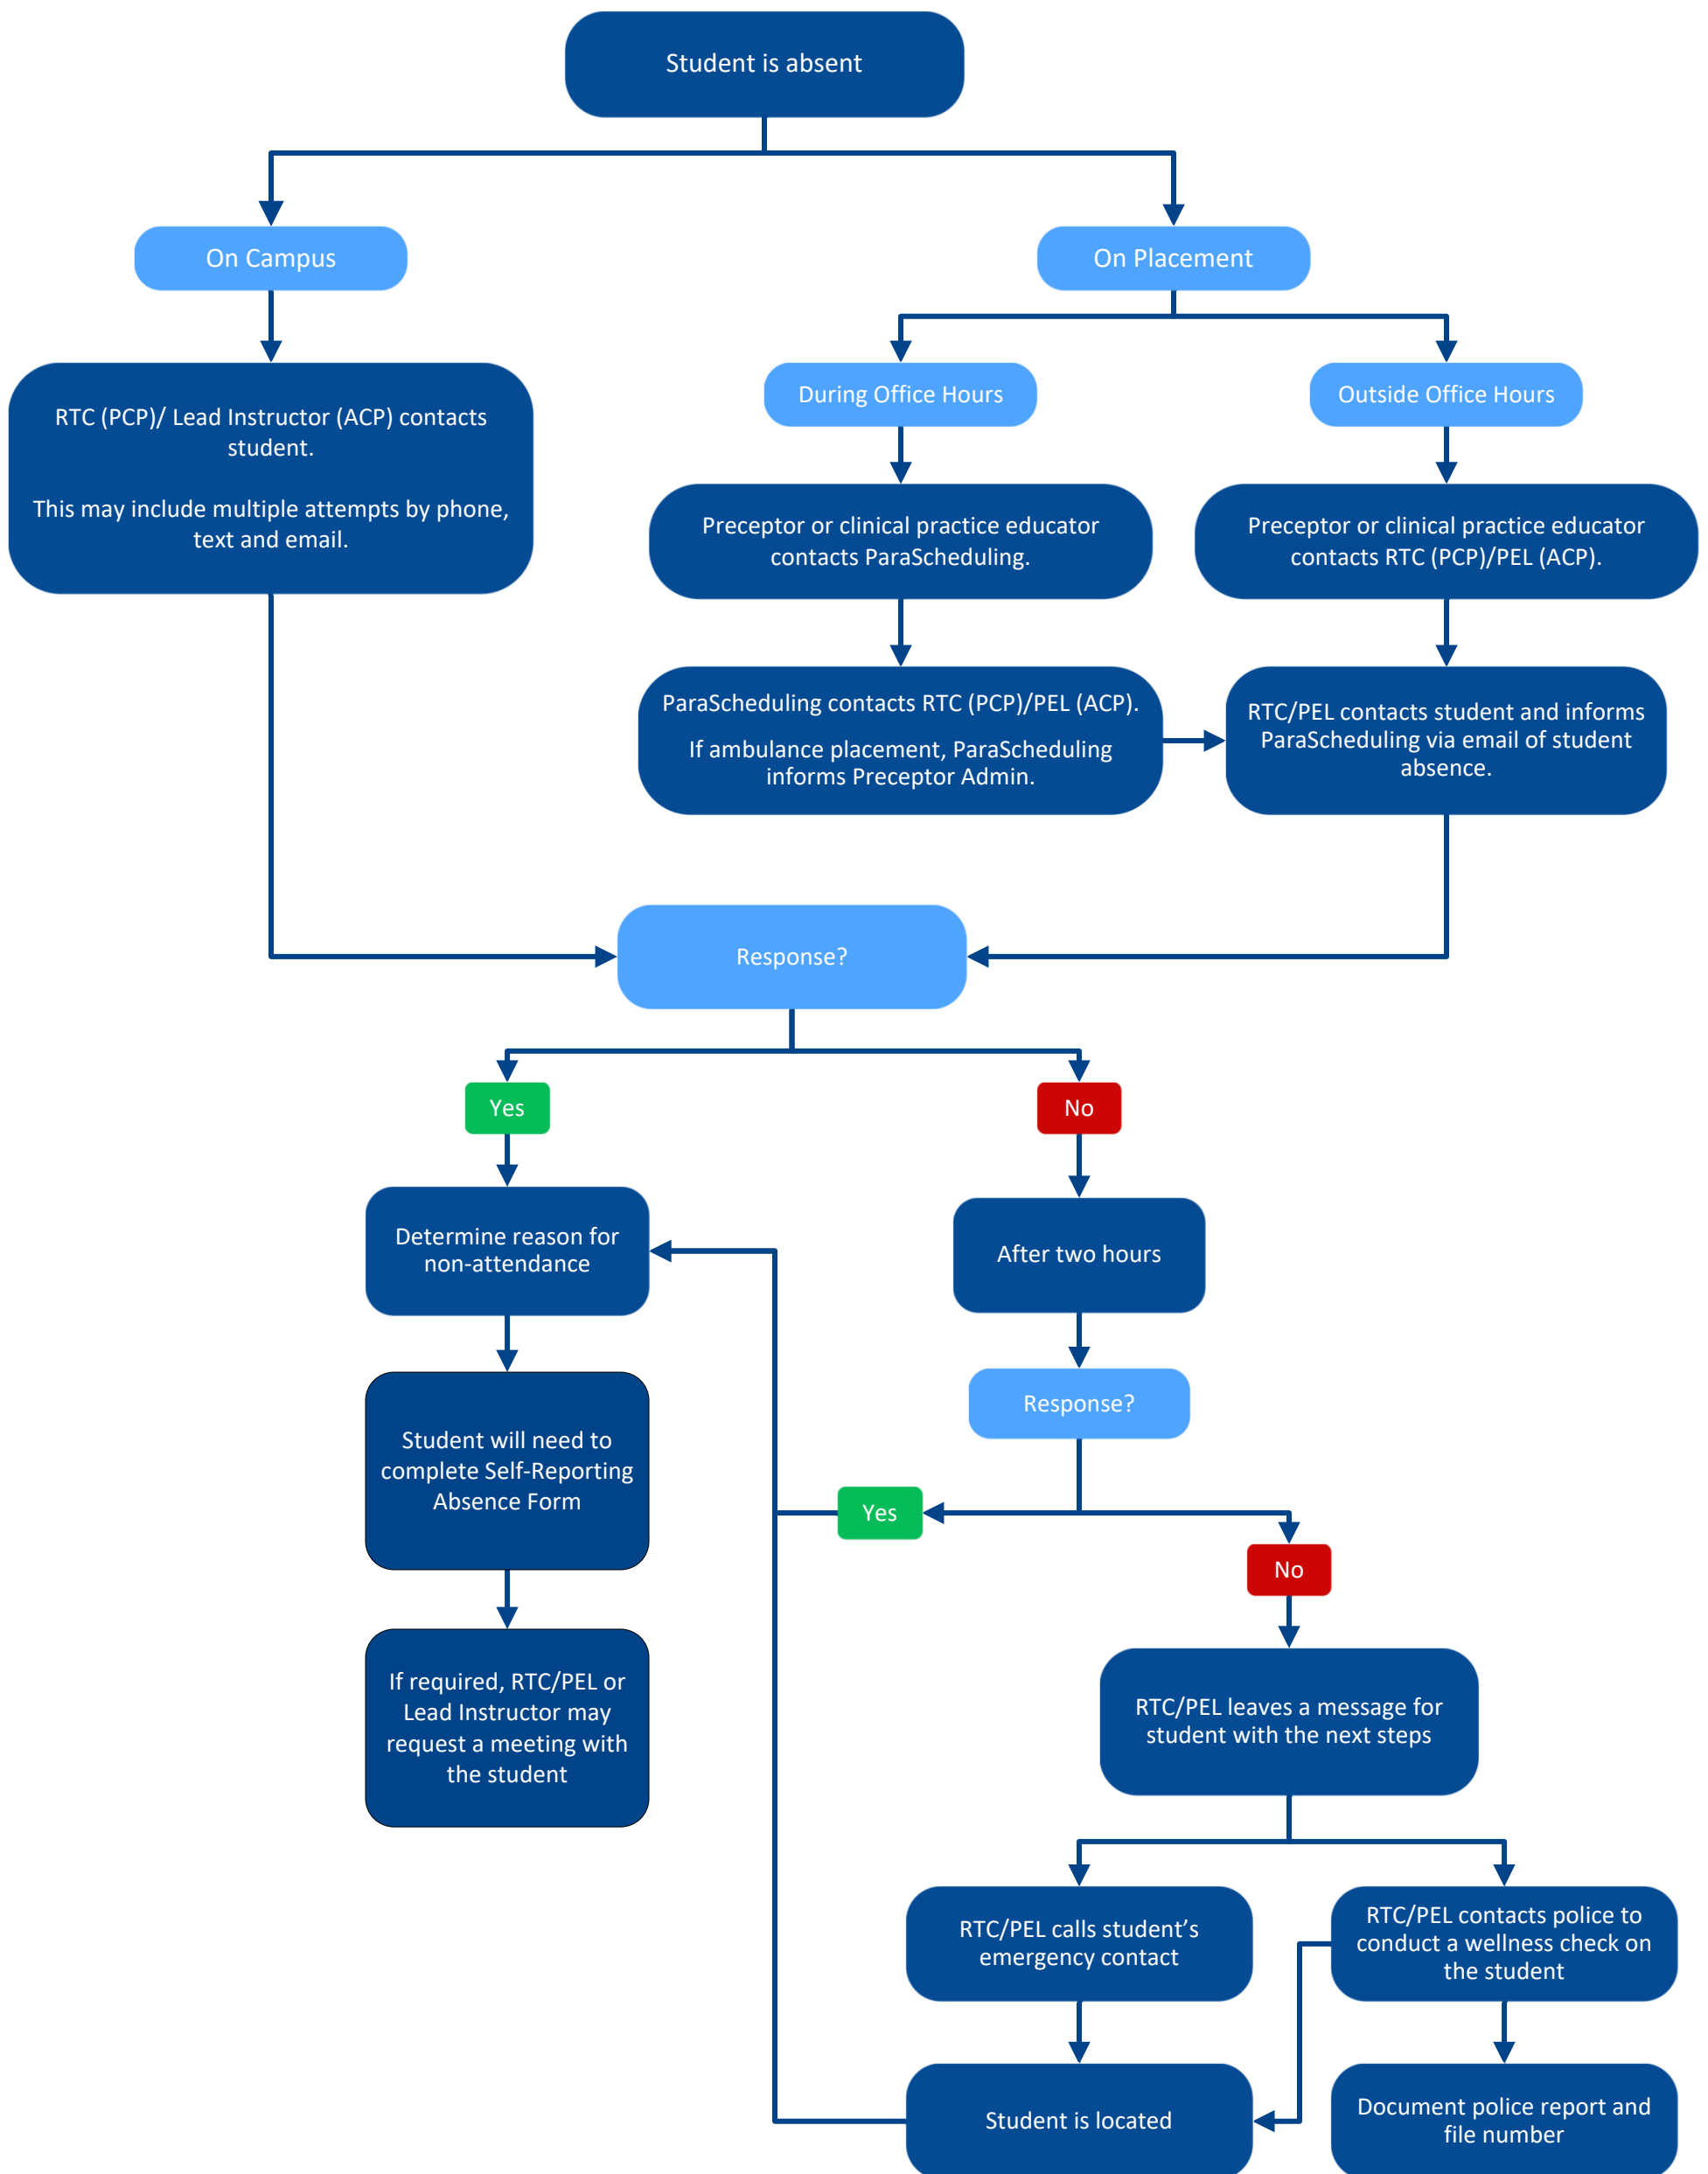 Student is absent
On Campus
On Placement
During Office Hours
Outside Office Hours
RTC (PCP)/ Lead Instructor (ACP) contacts
student.
This may include multiple attempts by phone,
text and email.
Preceptor or clinical practice educator
contacts ParaScheduling.
Preceptor or clinical practice educator
contacts RTC (PCP)/PEL (ACP).
ParaScheduling contacts RTC (PCP)/PEL (ACP).
If ambulance placement, ParaScheduling
informs Preceptor Admin.
RTC/PEL contacts student and informs
ParaScheduling via email of student
absence.
Response?
Yes
No
Determine reason for
non-attendance
After two hours
Response?
Student will need to
complete Self-Reporting
Absence Form
Yes
No
If required, RTC/PEL or
Lead Instructor may
request a meeting with
the student
RTC/PEL leaves a message for
student with the next steps
RTC/PEL calls student’s
emergency contact
RTC/PEL contacts police to
conduct a wellness check on
the student
Student is located
Document police report and
file number